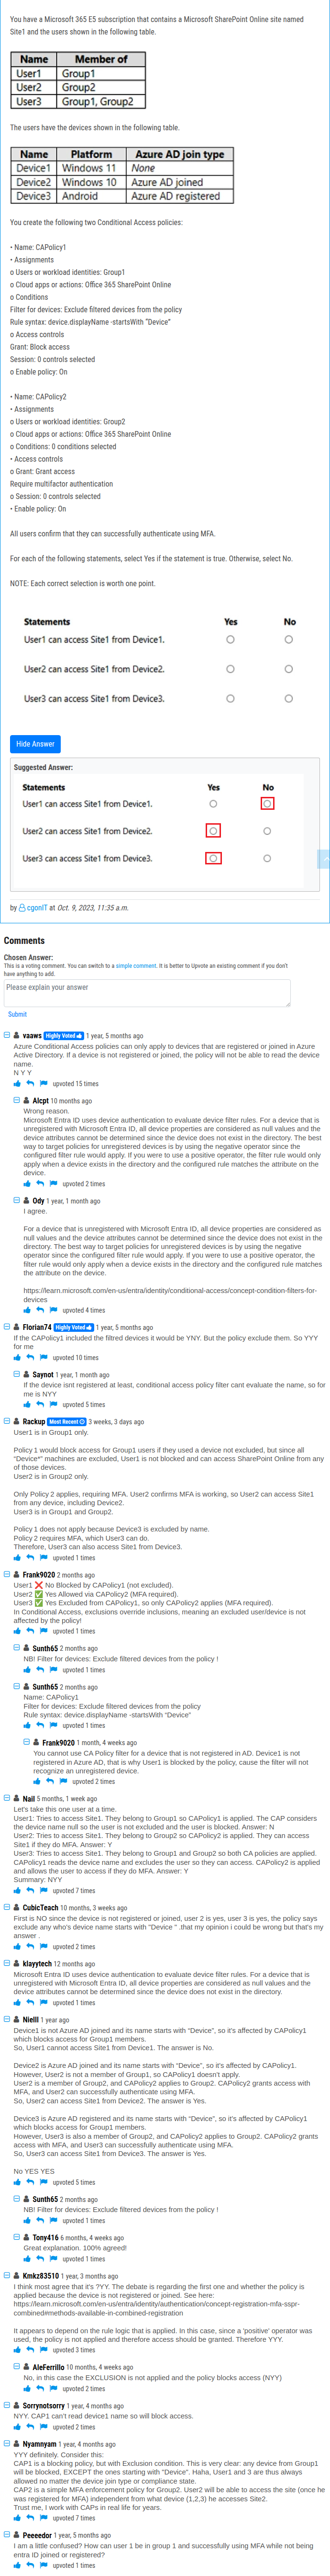 You have a Microsoft 365 E5 subscription that contains a Microsoft SharePoint Online site named
Site1 and the users shown in the following table.
Name Member of
User1 Group1
User2 Group2
User3 Group1, Group2
The users have the devices shown in the following table.
Name Platform Azure AD join type
Device1 Windows 11 None
Device2 Windows 10 Azure AD joined
Device3 Android Azure AD registered
You create the following two Conditional Access policies:
• Name: CAPolicy1
• Assignments
o Users or workload identities: Group1
o Cloud apps or actions: Office 365 SharePoint Online
o Conditions
Filter for devices: Exclude filtered devices from the policy
Rule syntax: device.displayName -startsWith "Device"
o Access controls
Grant: Block access
Session: 0 controls selected
o Enable policy: On
• Name: CAPolicy2
• Assignments
o Users or workload identities: Group2
o Cloud apps or actions: Office 365 SharePoint Online
o Conditions: 0 conditions selected
• Access controls
o Grant: Grant access
Require multifactor authentication
o Session: 0 controls selected
• Enable policy: On
All users confirm that they can successfully authenticate using MFA.
For each of the following statements, select Yes if the statement is true. Otherwise, select No.
NOTE: Each correct selection is worth one point.
Statements Yes No
User1 can access Site1 from Device1.
User2 can access Site1 from Device2.
User3 can access Site1 from Device3.
Hide Answer
Suggested Answer:
Statements Yes No
User1 can access Site1 from Device1.
User2 can access Site1 from Device2.
User3 can access Site1 from Device3.
by cgonIT at Oct. 9, 2023, 11:35 a.m.
Comments
Chosen Answer:
This is a voting comment. You can switch to a simple comment. It is better to Upvote an existing comment if you don't
have anything to add.
Please explain your answer
Submit
vaaws Highly Voted 1 year, 5 months ago
Azure Conditional Access policies can only apply to devices that are registered or joined in Azure
Active Directory. If a device is not registered or joined, the policy will not be able to read the device
name.
N Y Y
upvoted 15 times
Alcpt 10 months ago
Wrong reason.
Microsoft Entra ID uses device authentication to evaluate device filter rules. For a device that is
unregistered with Microsoft Entra ID, all device properties are considered as null values and the
device attributes cannot be determined since the device does not exist in the directory. The best
way to target policies for unregistered devices is by using the negative operator since the
configured filter rule would apply. If you were to use a positive operator, the filter rule would only
apply when a device exists in the directory and the configured rule matches the attribute on the
device.
upvoted 2 times
Ody 1 year, 1 month ago
I agree.
For a device that is unregistered with Microsoft Entra ID, all device properties are considered as
null values and the device attributes cannot be determined since the device does not exist in the
directory. The best way to target policies for unregistered devices is by using the negative
operator since the configured filter rule would apply. If you were to use a positive operator, the
filter rule would only apply when a device exists in the directory and the configured rule matches
the attribute on the device.
https://learn.microsoft.com/en-us/entra/identity/conditional-access/concept-condition-filters-for-
devices
upvoted 4 times
Florian74 Highly Voted 1 year, 5 months ago
If the CAPolicy1 included the filtred devices it would be YNY. But the policy exclude them. So YYY
for me
upvoted 10 times
Saynot 1 year, 1 month ago
If the device isnt registered at least, conditional access policy filter cant evaluate the name, so for
me is NYY
upvoted 5 times
Rackup Most Recent 3 weeks, 3 days ago
User1 is in Group1 only.
Policy 1 would block access for Group1 users if they used a device not excluded, but since all
"Device*" machines are excluded, User1 is not blocked and can access SharePoint Online from any
of those devices.
User2 is in Group2 only.
Only Policy 2 applies, requiring MFA. User2 confirms MFA is working, so User2 can access Site1
from any device, including Device2.
User3 is in Group1 and Group2.
Policy 1 does not apply because Device3 is excluded by name.
Policy 2 requires MFA, which User3 can do.
Therefore, User3 can also access Site1 from Device3.
upvoted 1 times
Frank9020 2 months ago
User1 ❌ No Blocked by CAPolicy1 (not excluded).
User2 ✅ Yes Allowed via CAPolicy2 (MFA required).
User3 ✅ Yes Excluded from CAPolicy1, so only CAPolicy2 applies (MFA required).
In Conditional Access, exclusions override inclusions, meaning an excluded user/device is not
affected by the policy!
upvoted 1 times
Sunth65 2 months ago
NB! Filter for devices: Exclude filtered devices from the policy !
upvoted 1 times
Sunth65 2 months ago
Name: CAPolicy1
Filter for devices: Exclude filtered devices from the policy
Rule syntax: device.displayName -startsWith "Device"
upvoted 1 times
Frank9020 1 month, 4 weeks ago
You cannot use CA Policy filter for a device that is not registered in AD. Device1 is not
registered in Azure AD, that is why User1 is blocked by the policy, cause the filter will not
recognize an unregistered device.
upvoted 2 times
Nail 5 months, 1 week ago
Let's take this one user at a time.
User1: Tries to access Site1. They belong to Group1 so CAPolicy1 is applied. The CAP considers
the device name null so the user is not excluded and the user is blocked. Answer: N
User2: Tries to access Site1. They belong to Group2 so CAPolicy2 is applied. They can access
Site1 if they do MFA. Answer: Y
User3: Tries to access Site1. They belong to Group1 and Group2 so both CA policies are applied.
CAPolicy1 reads the device name and excludes the user so they can access. CAPolicy2 is applied
and allows the user to access if they do MFA. Answer: Y
Summary: NYY
upvoted 7 times
CubicTeach 10 months, 3 weeks ago
First is NO since the device is not registered or joined, user 2 is yes, user 3 is yes, the policy says
exclude any who's device name starts with "Device " .that my opinion i could be wrong but that's my
answer .
upvoted 2 times
klayytech 12 months ago
Microsoft Entra ID uses device authentication to evaluate device filter rules. For a device that is
unregistered with Microsoft Entra ID, all device properties are considered as null values and the
device attributes cannot be determined since the device does not exist in the directory.
upvoted 1 times
Nielll 1 year ago
Device1 is not Azure AD joined and its name starts with "Device", so it's affected by CAPolicy1
which blocks access for Group1 members.
So, User1 cannot access Site1 from Device1. The answer is No.
Device2 is Azure AD joined and its name starts with "Device", so it's affected by CAPolicy1.
However, User2 is not a member of Group1, so CAPolicy1 doesn't apply.
User2 is a member of Group2, and CAPolicy2 applies to Group2. CAPolicy2 grants access with
MFA, and User2 can successfully authenticate using MFA.
So, User2 can access Site1 from Device2. The answer is Yes.
Device3 is Azure AD registered and its name starts with "Device", so it's affected by CAPolicy1
which blocks access for Group1 members.
However, User3 is also a member of Group2, and CAPolicy2 applies to Group2. CAPolicy2 grants
access with MFA, and User3 can successfully authenticate using MFA.
So, User3 can access Site1 from Device3. The answer is Yes.
No YES YES
upvoted 5 times
Sunth65 2 months ago
NB! Filter for devices: Exclude filtered devices from the policy !
upvoted 1 times
Tony416 6 months, 4 weeks ago
Great explanation. 100% agreed!
upvoted 1 times
Kmkz83510 1 year, 3 months ago
I think most agree that it's ?YY. The debate is regarding the first one and whether the policy is
applied because the device is not registered or joined. See here:
https://learn.microsoft.com/en-us/entra/identity/authentication/concept-registration-mfa-sspr-
combined#methods-available-in-combined-registration
It appears to depend on the rule logic that is applied. In this case, since a 'positive' operator was
used, the policy is not applied and therefore access should be granted. Therefore YYY.
upvoted 3 times
AleFerrillo 10 months, 4 weeks ago
No, in this case the EXCLUSION is not applied and the policy blocks access (NYY)
upvoted 2 times
Sorrynotsorry 1 year, 4 months ago
NYY. CAP1 can't read device1 name so will block access.
upvoted 2 times
Nyamnyam 1 year, 4 months ago
YYY definitely. Consider this:
CAP1 is a blocking policy, but with Exclusion condition. This is very clear: any device from Group1
will be blocked, EXCEPT the ones starting with "Device". Haha, User1 and 3 are thus always
allowed no matter the device join type or compliance state.
CAP2 is a simple MFA enforcement policy for Group2. User2 will be able to access the site (once he
was registered for MFA) independent from what device (1,2,3) he accesses Site2.
Trust me, I work with CAPs in real life for years.
upvoted 7 times
Peeeedor 1 year, 5 months ago
I am a little confused? How can user 1 be in group 1 and successfully using MFA while not being
entra ID joined or registered?
upvoted 1 times